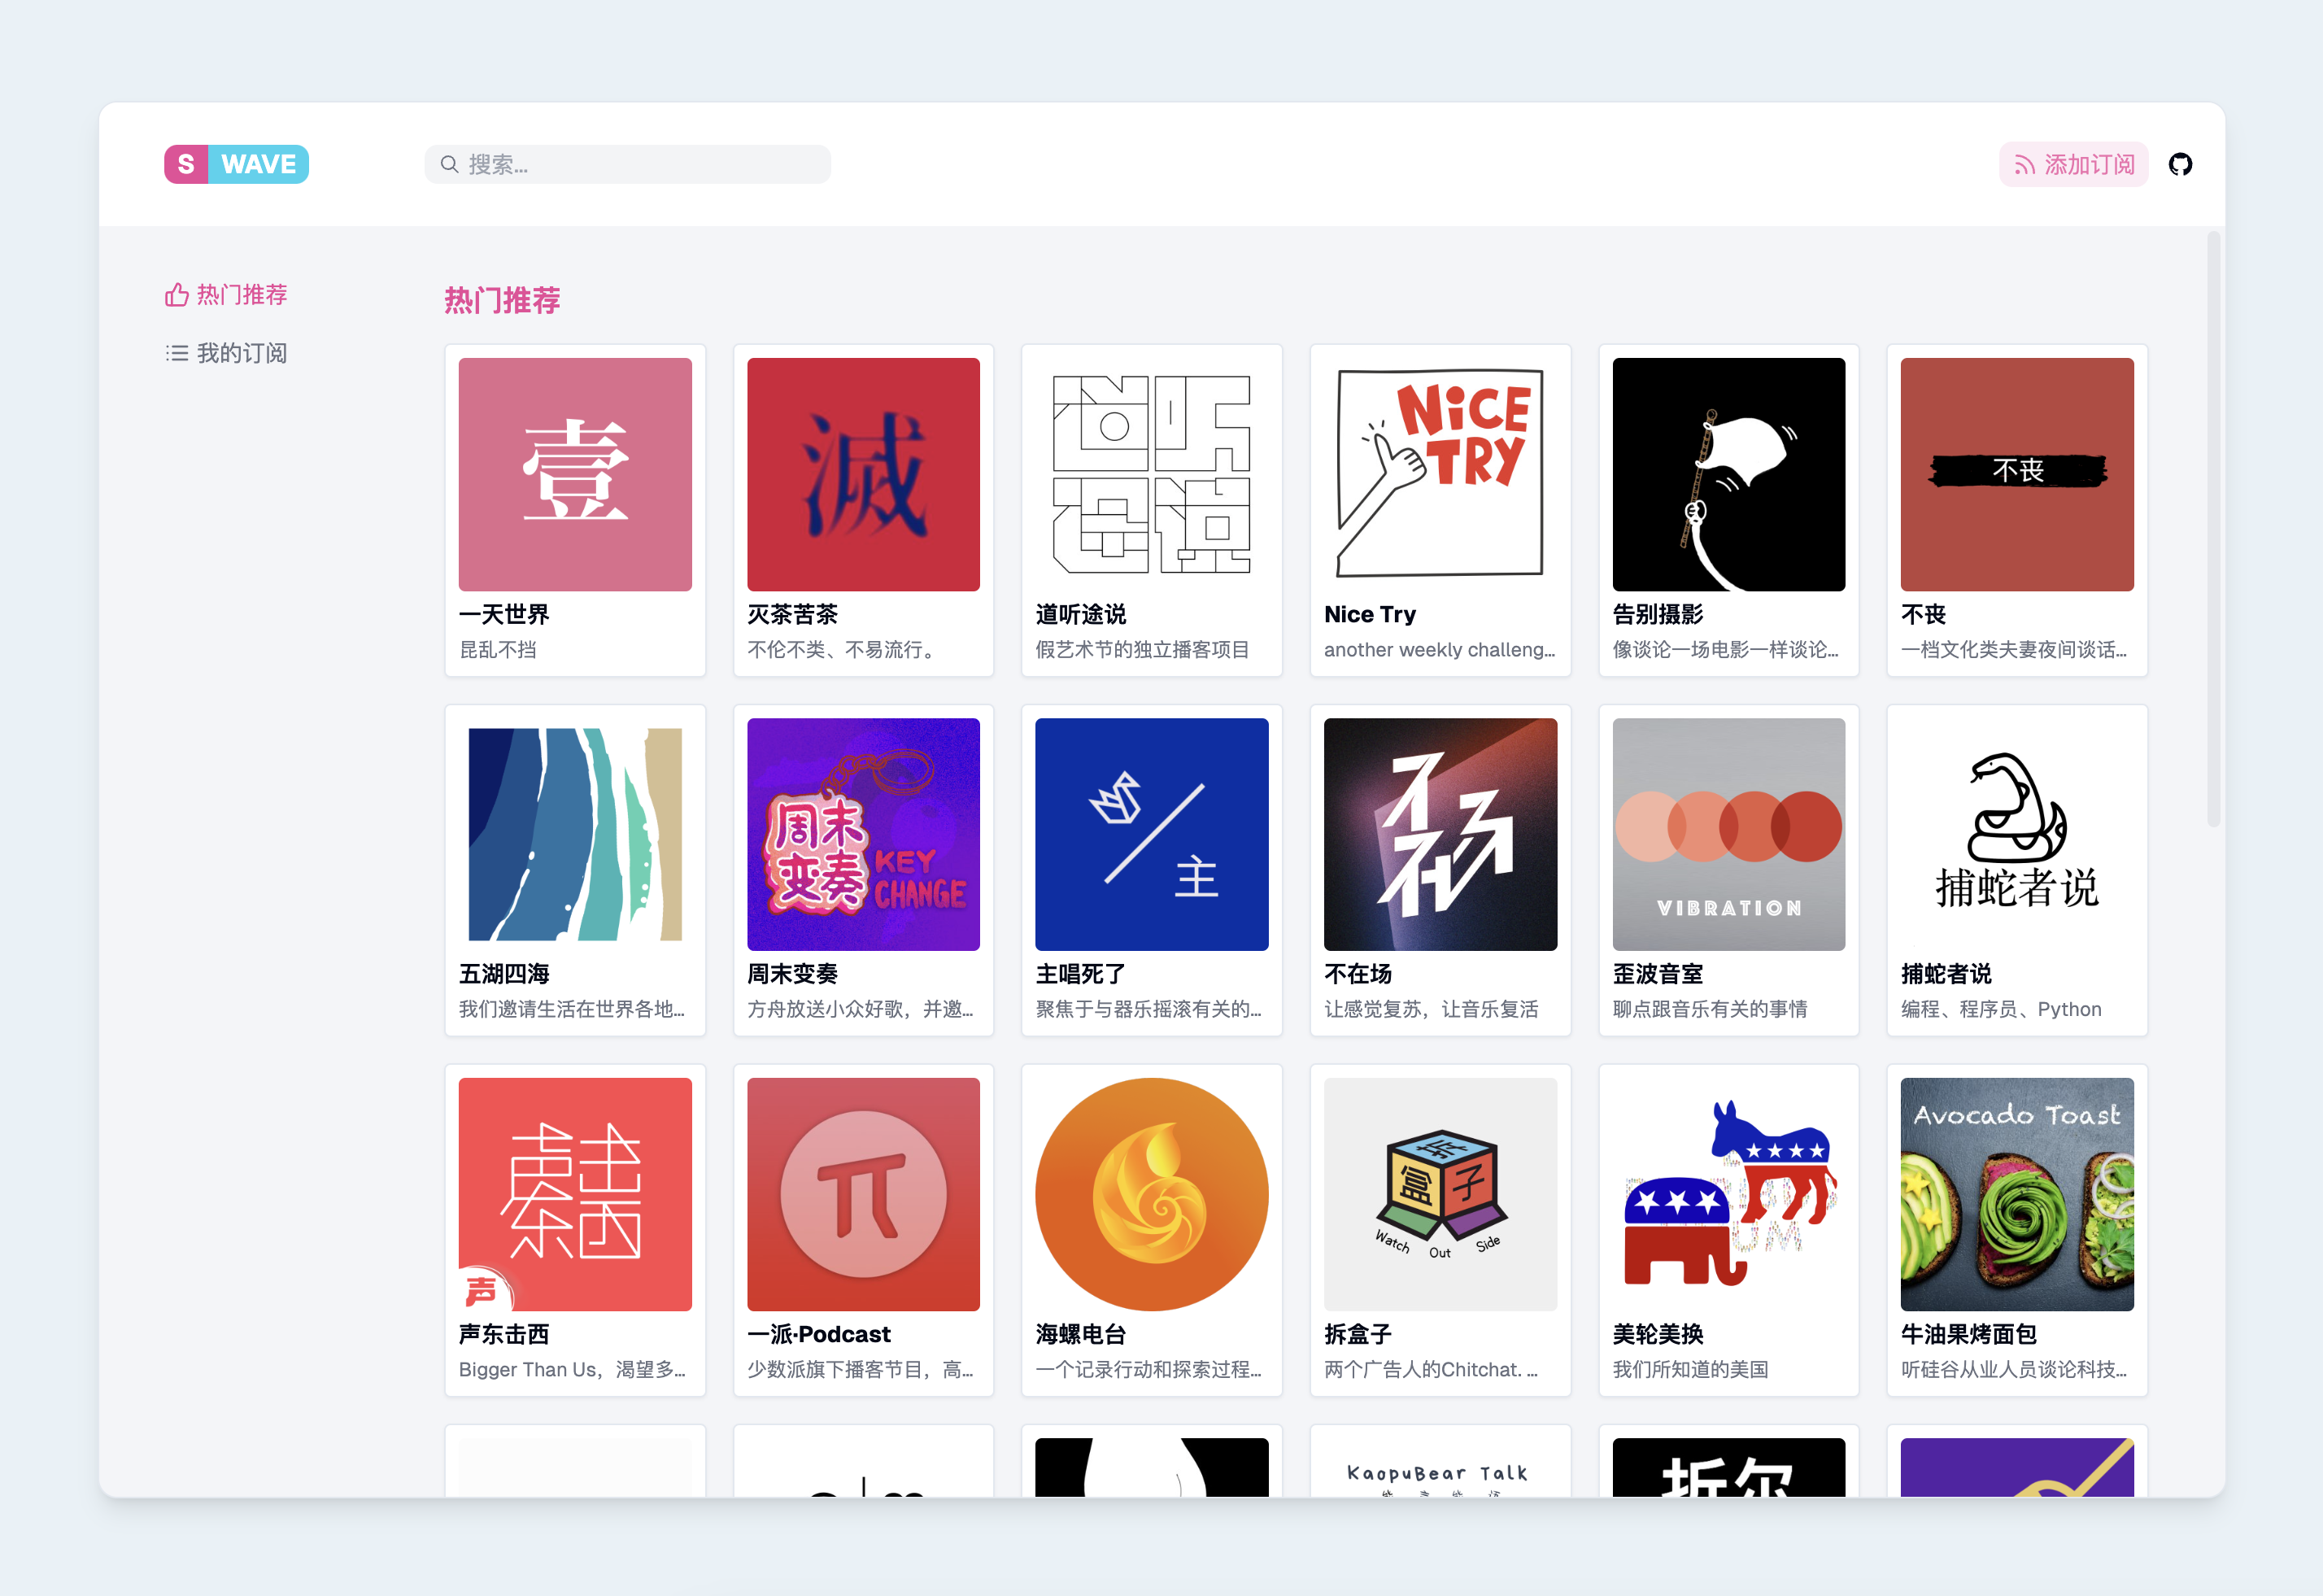 S WAVE
搜索...
添加订阅
热门推荐
我的订阅
热门推荐
壹
滅
道听途说
NiCE
TRY
不丧
一天世界
灭茶苦茶
道听途说
Nice Try
告别摄影
不丧
昆乱不挡
不伦不类、不易流行。
假艺术节的独立播客项目
another weekly challeng...
像谈论一场电影一样谈论...
一档文化类夫妻夜间谈话...
周末
变奏
KEY
CHANGE
主
不在场
VIBRATION
捕蛇者说
五湖四海
周末变奏
主唱死了
不在场
歪波音室
捕蛇者说
我们邀请生活在世界各地...
方舟放送小众好歌，并邀...
聚焦于与器乐摇滚有关的...
让感觉复苏，让音乐复活
聊点跟音乐有关的事情
编程、程序员、Python
声击
东西
声
π
拆
盒子
Watch Out Side
Avocado Toast
声东击西
一派·Podcast
海螺电台
拆盒子
美轮美换
牛油果烤面包
Bigger Than Us，渴望多...
少数派旗下播客节目，高...
一个记录行动和探索过程...
两个广告人的Chitchat. ...
我们所知道的美国
听硅谷从业人员谈论科技...
KaopuBear Talk